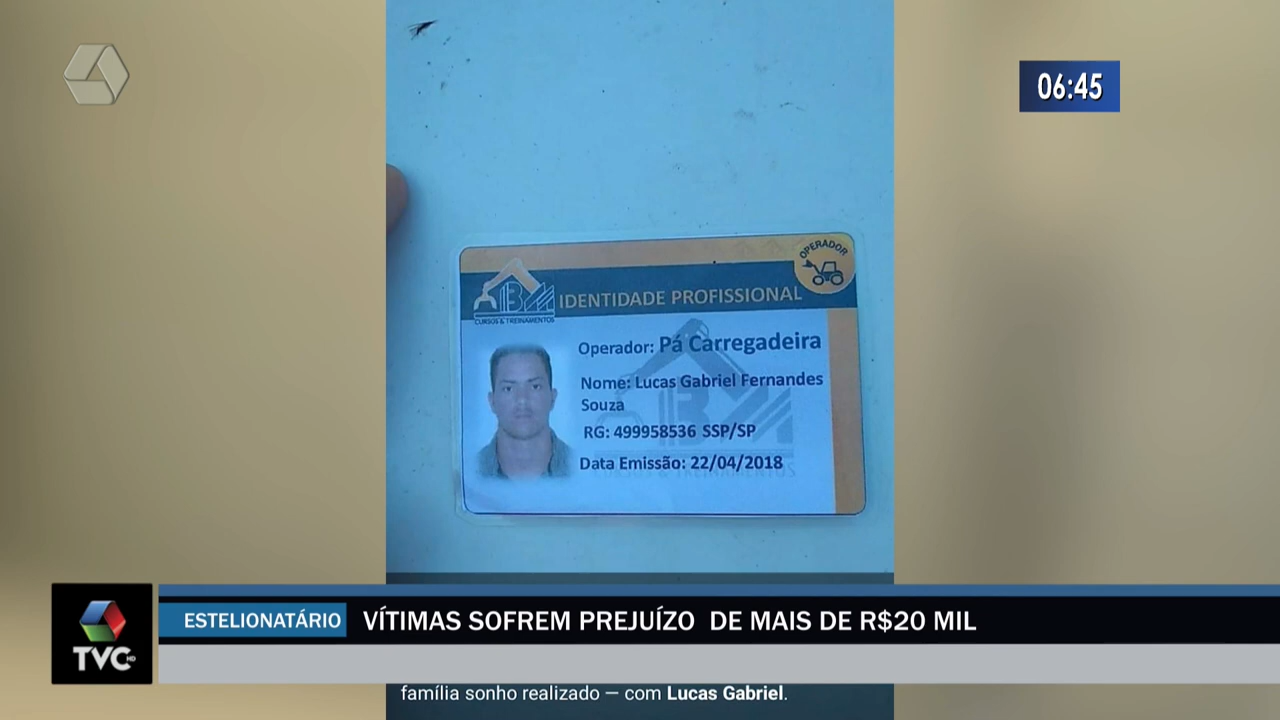 06:45
OPERADOR
IDENTIDADE PROFISSIONAL
CURSOS & TREINAMENTOS
Operador: Pá Carregadeira
Nome: Lucas Gabriel Fernandes
Souza
RG: 499958536 SSP/SP
Data Emissão: 22/04/2018
ESTELIONATÁRIO VÍTIMAS SOFREM PREJUÍZO DE MAIS DE R$20 MIL
TVC HD
família sonho realizado — com Lucas Gabriel.